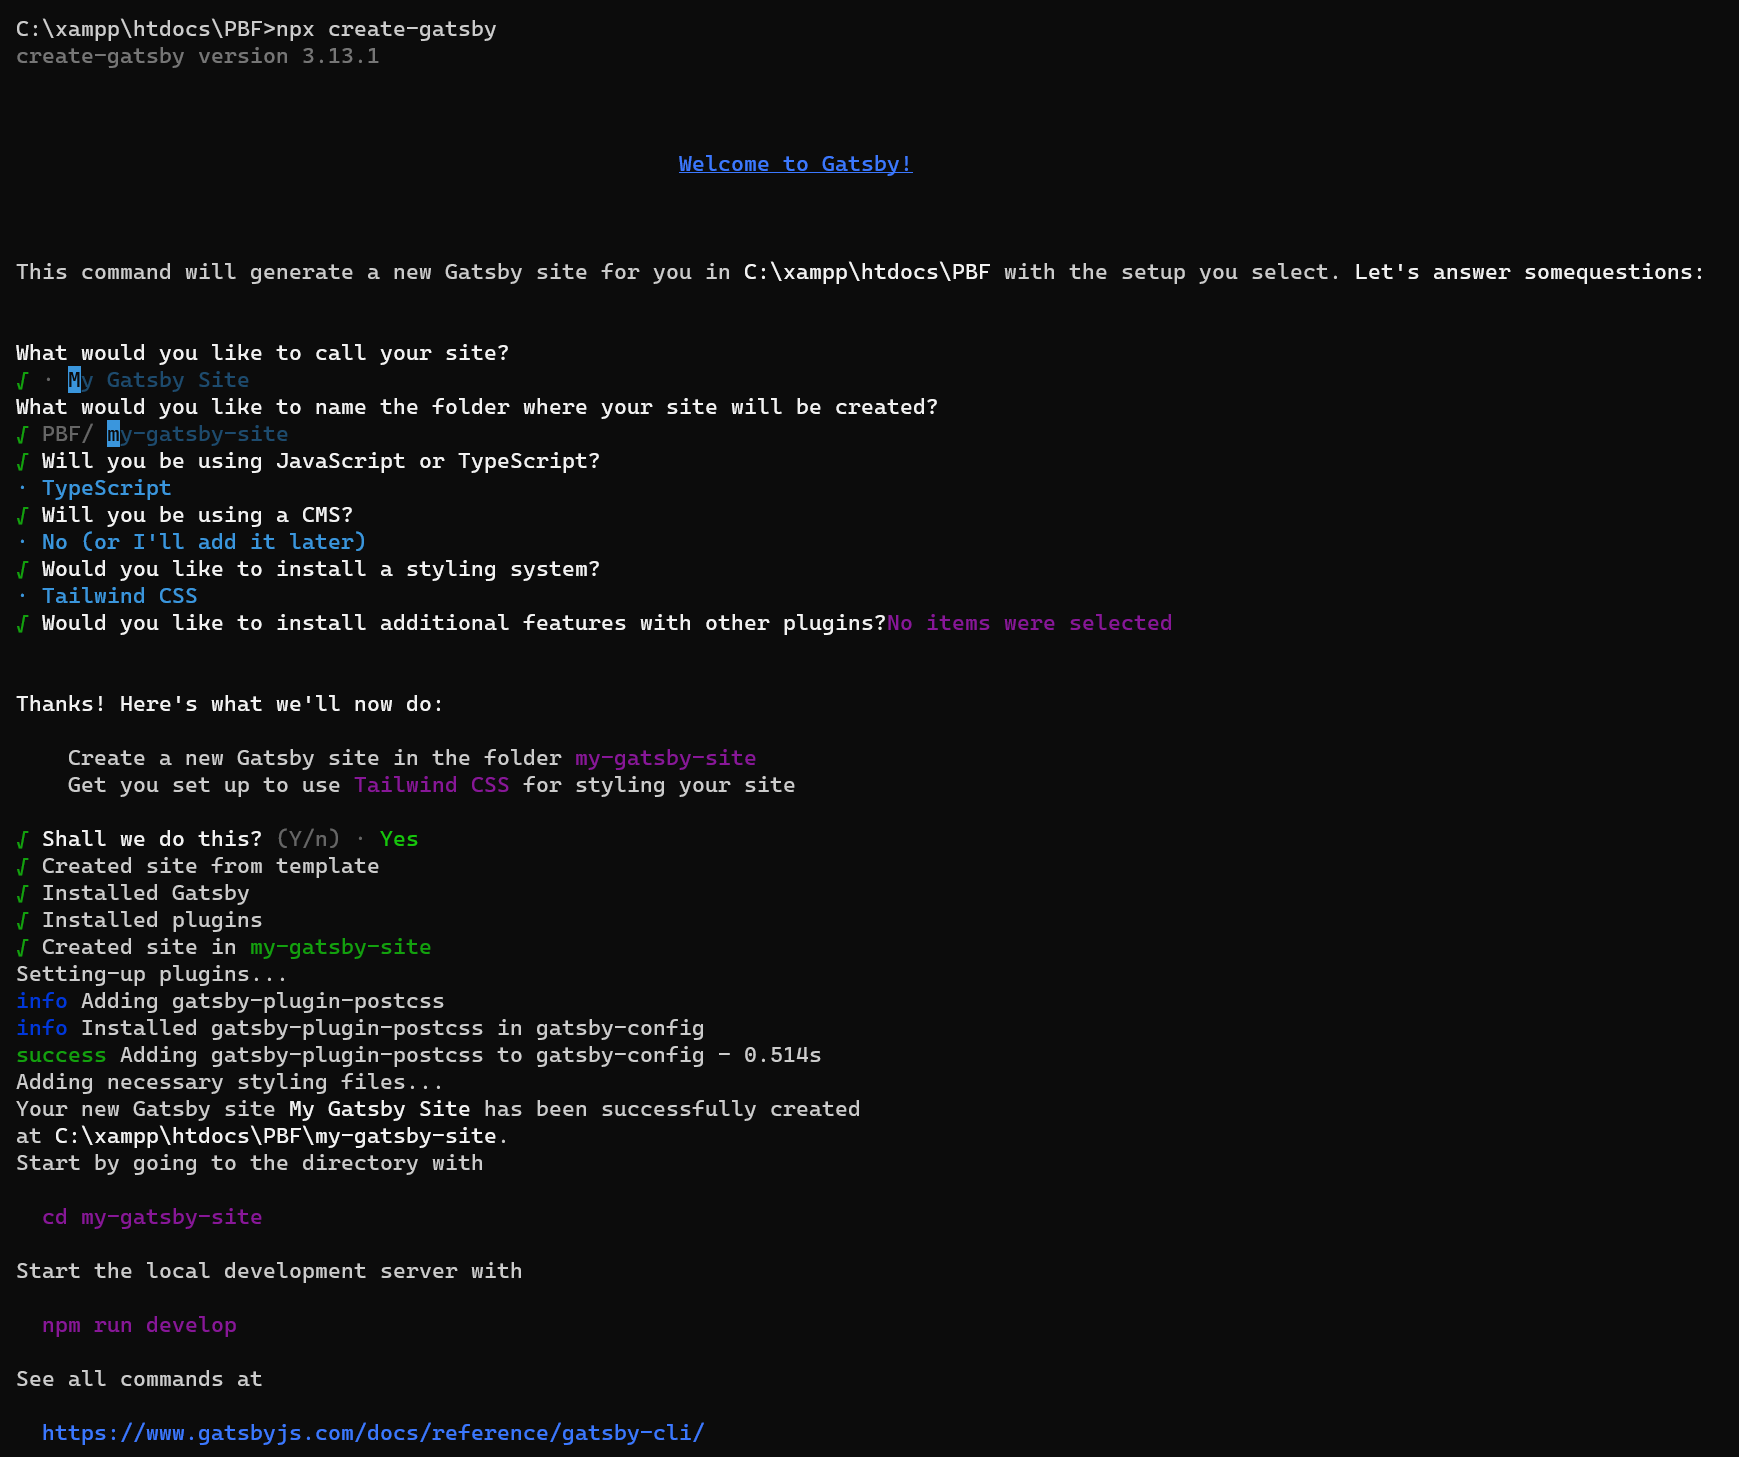 C:\xampp\htdocs\PBF>npx create-gatsby
create-gatsby version 3.13.1
Welcome to Gatsby!
This command will generate a new Gatsby site for you in C:\xampp\htdocs\PBF with the setup you select. Let's answer somequestions:
What would you like to call your site?
√ · My Gatsby Site
What would you like to name the folder where your site will be created?
√ PBF/ my-gatsby-site
√ Will you be using JavaScript or TypeScript?
· TypeScript
√ Will you be using a CMS?
· No (or I'll add it later)
√ Would you like to install a styling system?
· Tailwind CSS
√ Would you like to install additional features with other plugins?No items were selected
Thanks! Here's what we'll now do:
Create a new Gatsby site in the folder my-gatsby-site
Get you set up to use Tailwind CSS for styling your site
√ Shall we do this? (Y/n) · Yes
√ Created site from template
√ Installed Gatsby
√ Installed plugins
√ Created site in my-gatsby-site
Setting-up plugins...
info Adding gatsby-plugin-postcss
info Installed gatsby-plugin-postcss in gatsby-config
success Adding gatsby-plugin-postcss to gatsby-config - 0.514s
Adding necessary styling files...
Your new Gatsby site My Gatsby Site has been successfully created
at C:\xampp\htdocs\PBF\my-gatsby-site.
Start by going to the directory with
cd my-gatsby-site
Start the local development server with
npm run develop
See all commands at
https://www.gatsbyjs.com/docs/reference/gatsby-cli/